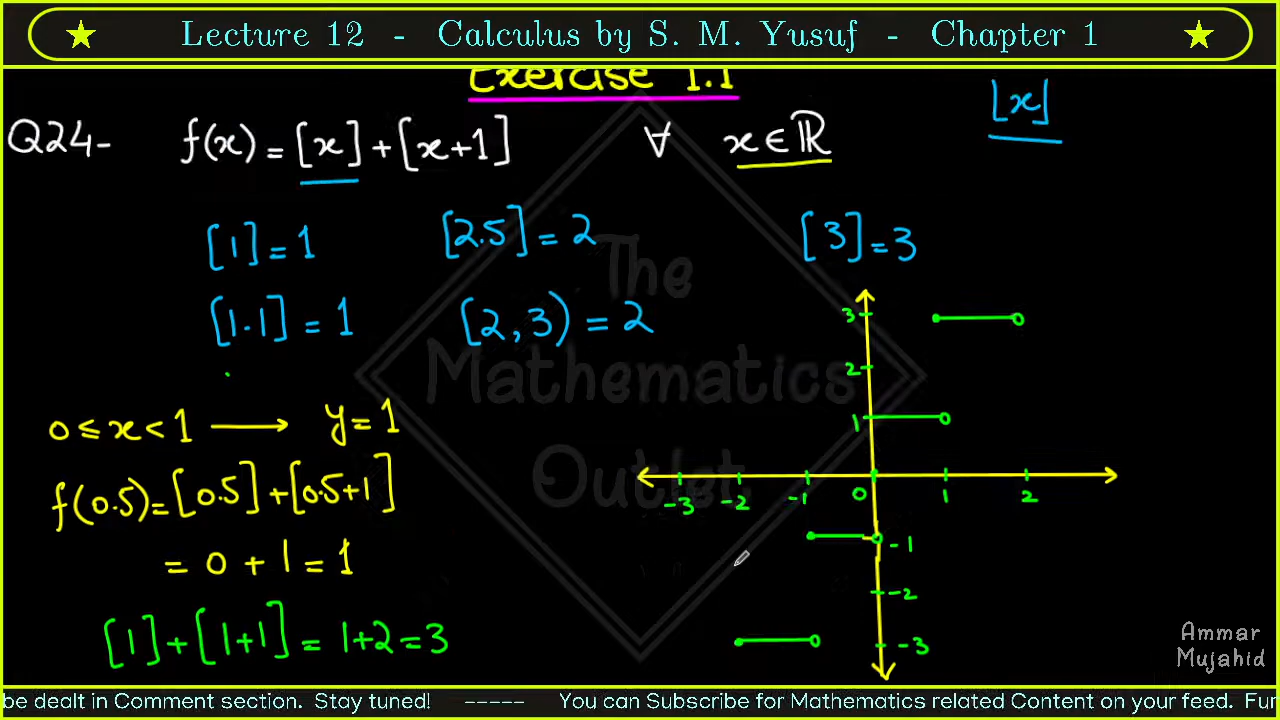 ★ Lecture 12 - Calculus by S. M. Yusuf - Chapter 1 ★
Exercise 1.1
Q24- f(x) = [x] + [x+1] ∀ x ∈ ℝ ⌊x⌋
[1] = 1 [2.5] = 2 [3] = 3
[1.1] = 1 [2, 3) = 2
0 ≤ x < 1 ⟶ y = 1
f(0.5) = [0.5] + [0.5+1]
= 0 + 1 = 1
[1] + [1+1] = 1+2 = 3
3
2
1
-3 -2 -1 0 1 2
-1
-2
-3
The
Mathematics
Outlet
Ammar
Mujahid
be dealt in Comment section. Stay tuned! ----- You can Subscribe for Mathematics related Content on your feed.